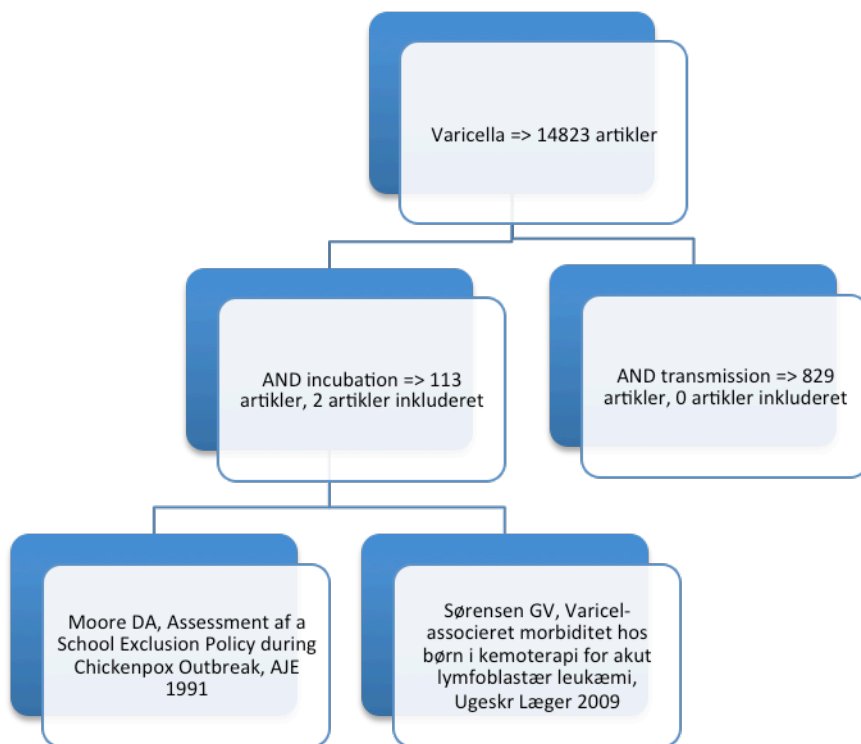 Varicella => 14823 artikler
AND incubation => 113
artikler, 2 artikler inkluderet
AND transmission => 829
artikler, 0 artikler inkluderet
Moore DA, Assessment af a
School Exclusion Policy during
Chickenpox Outbreak, AJE
1991
Sørensen GV, Varicel-
associeret morbiditet hos
børn i kemoterapi for akut
lymfoblastær leukæmi,
Ugeskr Læger 2009